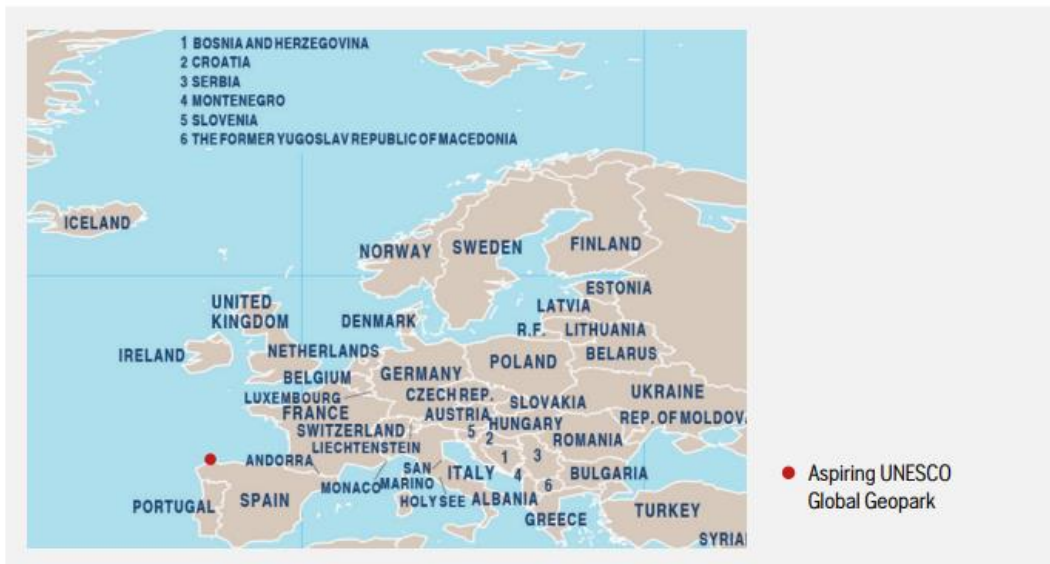 1 BOSNIA AND HERZEGOVINA
2 CROATIA
3 SERBIA
4 MONTENEGRO
5 SLOVENIA
6 THE FORMER YUGOSLAV REPUBLIC OF MACEDONIA
ICELAND
NORWAY
SWEDEN
FINLAND
ESTONIA
LATVIA
R.F.
LITHUANIA
UNITED
KINGDOM
DENMARK
IRELAND
NETHERLANDS
BELARUS
POLAND
BELGIUM
GERMANY
LUXEMBOURG
CZECH REP.
UKRAINE
SLOVAKIA
FRANCE
AUSTRIA
HUNGARY
REP. OF MOLDOV
SWITZERLAND
5
2
ROMANIA
LIECHTENSTEIN
1
3
ANDORRA
SAN
MARINO
ITALY
4
BULGARIA
MONACO
6
HOLY SEE
ALBANIA
PORTUGAL
SPAIN
GREECE
TURKEY
SYRIA
Aspiring UNESCO
Global Geopark